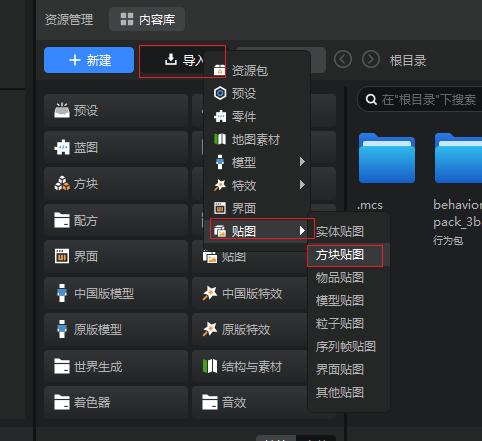 资源管理 内容库
+ 新建 导入 根目录
资源包
预设
零件
地图素材
模型
特效
界面
贴图
预设
蓝图
方块
配方
界面 贴图
中国版模型 中国版特效
原版模型 原版特效
世界生成 结构与素材
着色器 音效
实体贴图
方块贴图
物品贴图
模型贴图
粒子贴图
序列帧贴图
界面贴图
其他贴图
在"根目录"下搜索
.mcs behavior
pack_3b
行为包